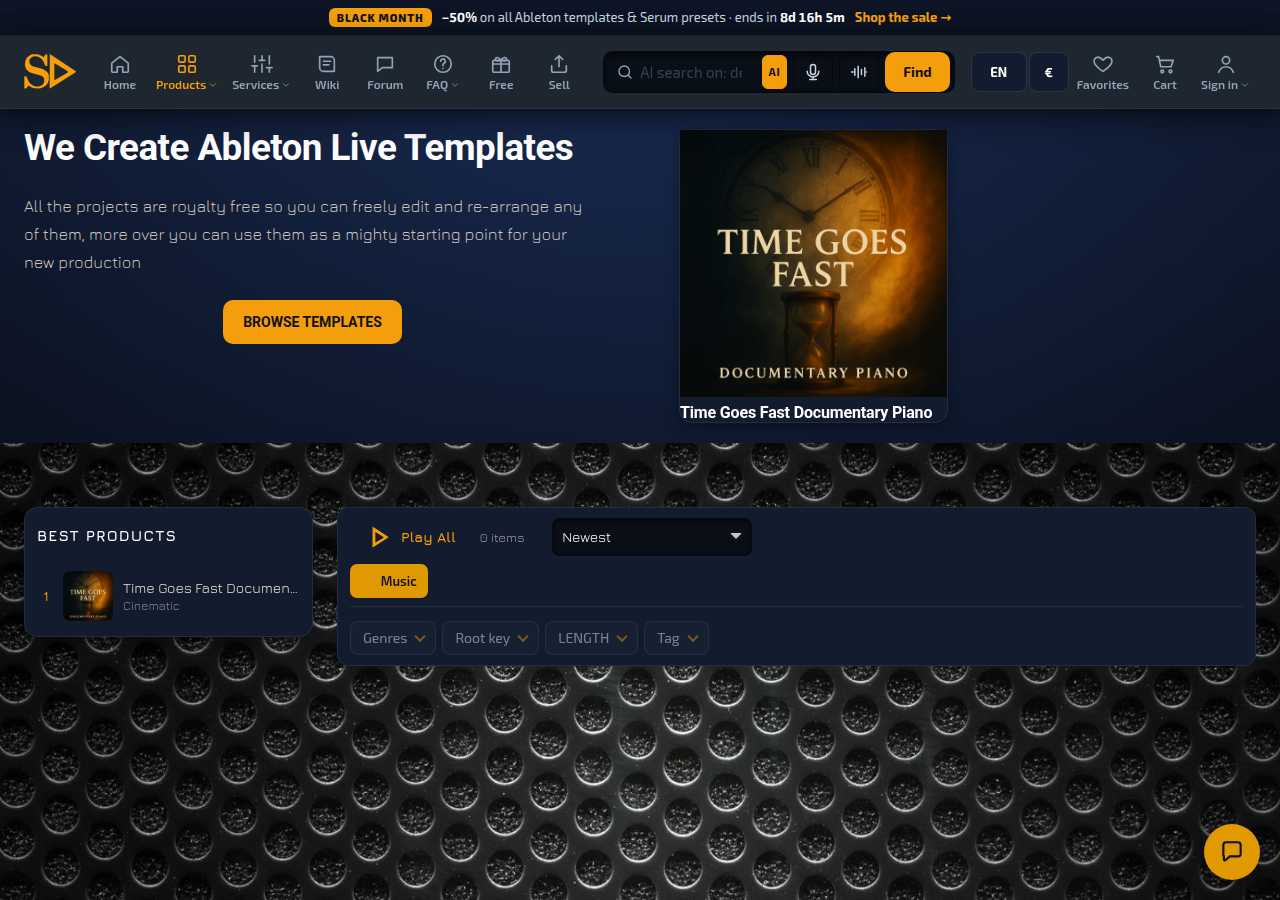 BLACK MONTH −50% on all Ableton templates & Serum presets · ends in 8d 16h 5m Shop the sale →
Home
Products
Services
Wiki
Forum
FAQ
Free
Sell
AI search on: dr
AI
Find
EN
€
Favorites
Cart
Sign in
We Create Ableton Live Templates
All the projects are royalty free so you can freely edit and re-arrange any
of them, more over you can use them as a mighty starting point for your
new production
BROWSE TEMPLATES
TIME GOES
FAST
DOCUMENTARY PIANO
Time Goes Fast Documentary Piano
BEST PRODUCTS
1
TIME GOES
FAST
Time Goes Fast Documen...
Cinematic
Play All
0 items
Newest
Music
Genres
Root key
LENGTH
Tag